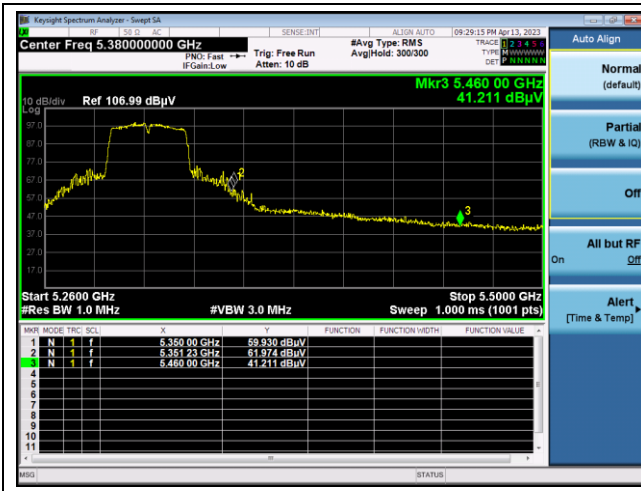 Keysight Spectrum Analyzer - Swept SA
RF 50 Ω AC SENSE:INT ALIGN AUTO 09:29:15 PM Apr 13, 2023
Center Freq 5.380000000 GHz
PNO: Fast
IFGain:Low
Trig: Free Run
Atten: 10 dB
#Avg Type: RMS
Avg|Hold: 300/300
TRACE 1 2 3 4 5 6
TYPE M W W W W W
DET P N N N N N
Mkr3 5.460 00 GHz
41.211 dBµV
10 dB/div Ref 106.99 dBµV
Log
97.0
87.0
77.0
67.0
57.0
47.0
37.0
27.0
17.0
2
3
Start 5.2600 GHz Stop 5.5000 GHz
#Res BW 1.0 MHz #VBW 3.0 MHz Sweep 1.000 ms (1001 pts)
MKR MODE TRC SCL X Y FUNCTION FUNCTION WIDTH FUNCTION VALUE
1 N 1 f 5.350 00 GHz 59.930 dBµV
2 N 1 f 5.351 23 GHz 61.974 dBµV
3 N 1 f 5.460 00 GHz 41.211 dBµV
4
5
6
7
8
9
10
11
MSG STATUS
Auto Align
Normal
(default)
Partial
(RBW & IQ)
Off
All but RF
On Off
Alert
[Time & Temp]